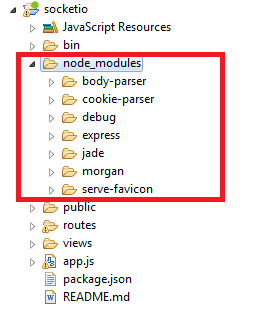 socketio
JavaScript Resources
bin
node_modules
body-parser
cookie-parser
debug
express
jade
morgan
serve-favicon
public
routes
views
app.js
package.json
README.md